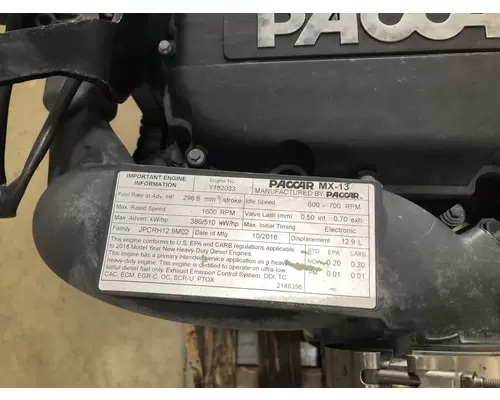 PACCAR
IMPORTANT ENGINE INFORMATION Engine No. Y182033 PACCAR MX-13 MANUFACTURED BY PACCAR
Fuel Rate at Adv. HP 298.8 mm³/stroke Idle Speed 600 - 700 RPM
Max. Rated Speed 1600 RPM Valve Lash (mm) 0.50 int. - 0.70 exh.
Max. Advert kW/hp 380/510 kW/hp Max. Initial Timing Electronic
Family JPCRH12.9M02 Date of Mfg. 10/2018 Displacement 12.9 L
This engine conforms to U.S. EPA and CARB regulations applicable STD EPA CARB
to 2018 Model Year New Heavy Duty Diesel Engines. NOx 0.20 0.20
This engine has a primary intended service application as a heavy
heavy-duty engine. This engine is certified to operate on ultra-low PM 0.01 0.01
sulfur diesel fuel only. Exhaust Emission Control System: DDI, TC,
CAC, ECM, EGR-C, OC, SCR-U, PTOX 2148356